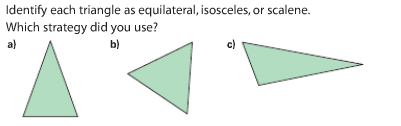 Identify each triangle as equilateral, isosceles, or scalene.
Which strategy did you use?
a) b) c)